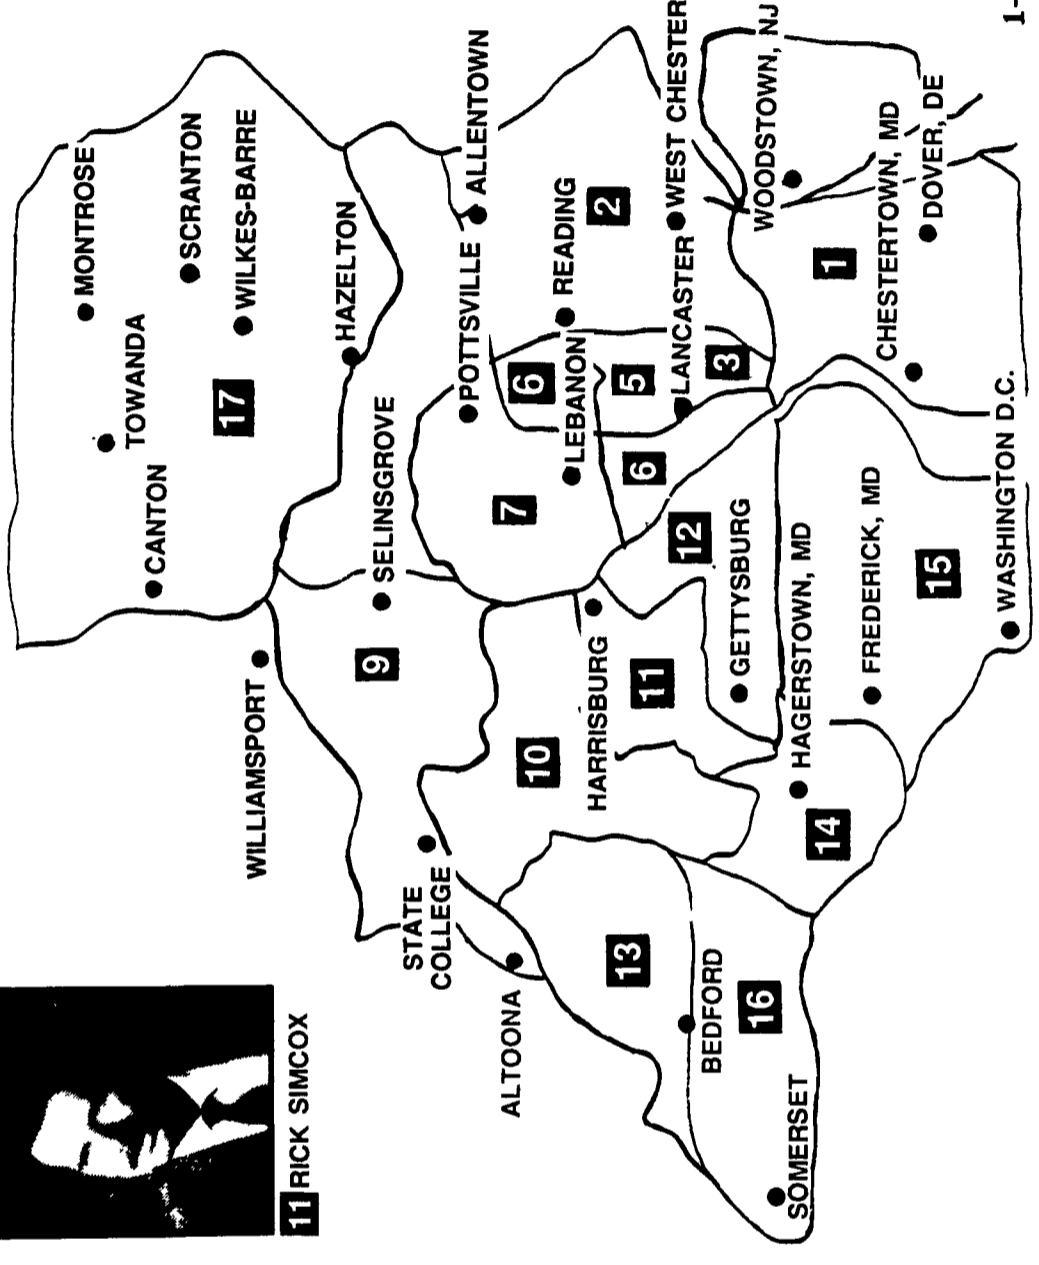 11 RICK SIMCOX
SOMERSET
ALTOONA
BEDFORD
16
STATE
COLLEGE
13
WILLIAMSPORT
14
10
HARRISBURG
HAGERSTOWN, MD
9
11
GETTYSBURG
FREDERICK, MD
CANTON
SELINSGROVE
7
12
15
WASHINGTON D.C.
TOWANDA
17
POTTSVILLE
LEBANON
6
6
5
3
LANCASTER
CHESTERTOWN, MD
HAZELTON
MONTROSE
SCRANTON
WILKES-BARRE
READING
2
1
WEST CHESTER
WOODSTOWN, NJ
DOVER, DE
ALLENTOWN
1-